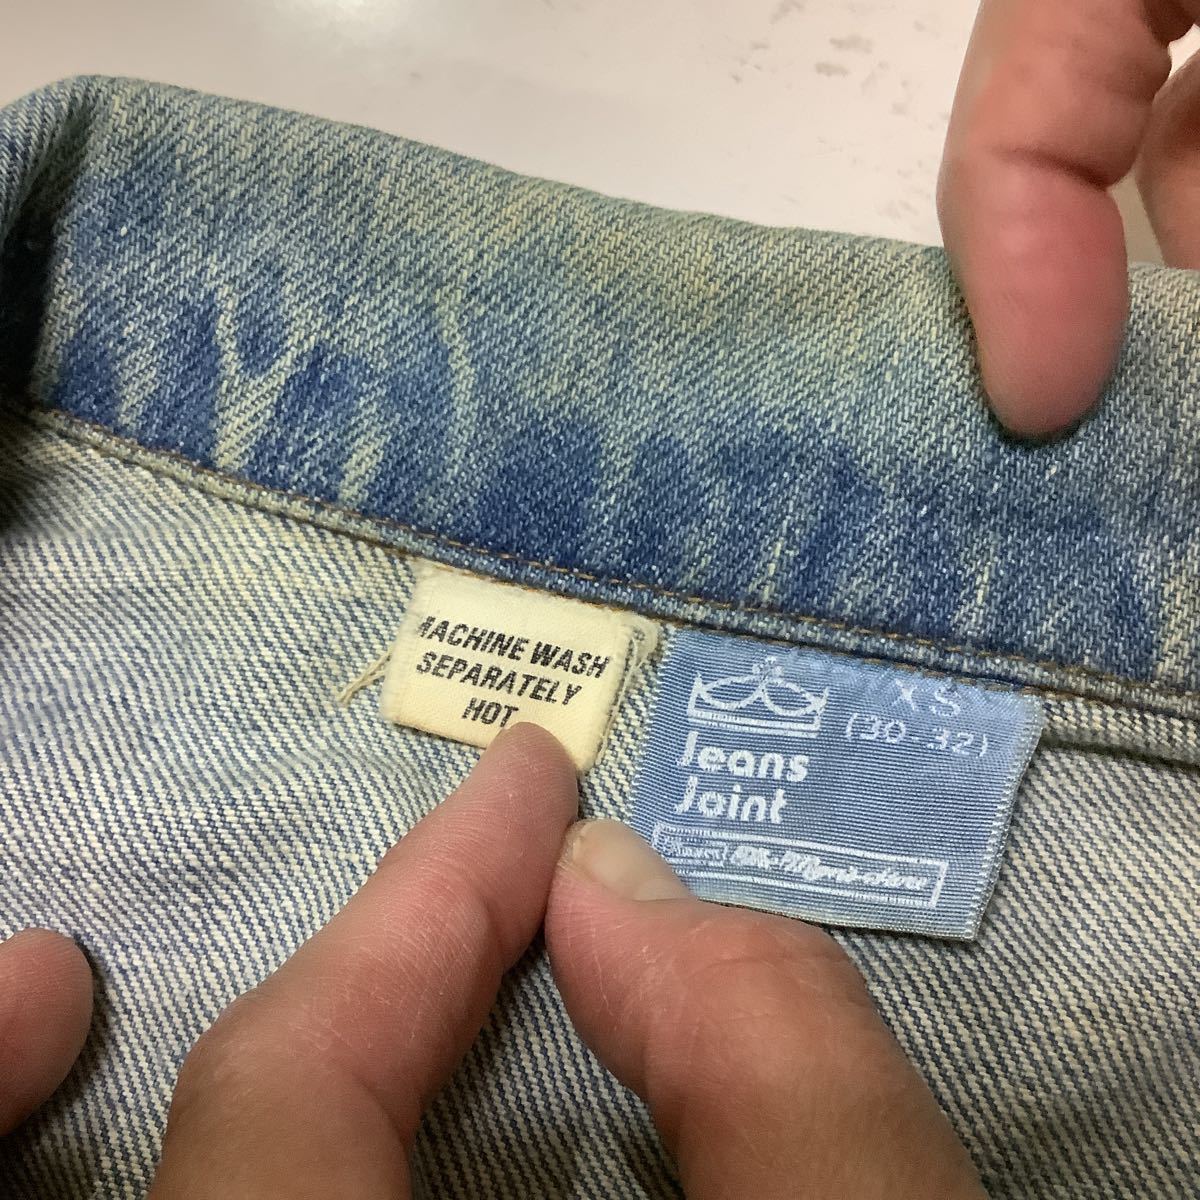 MACHINE WASH
SEPARATELY
HOT
XS
(30-32)
Jeans
Joint